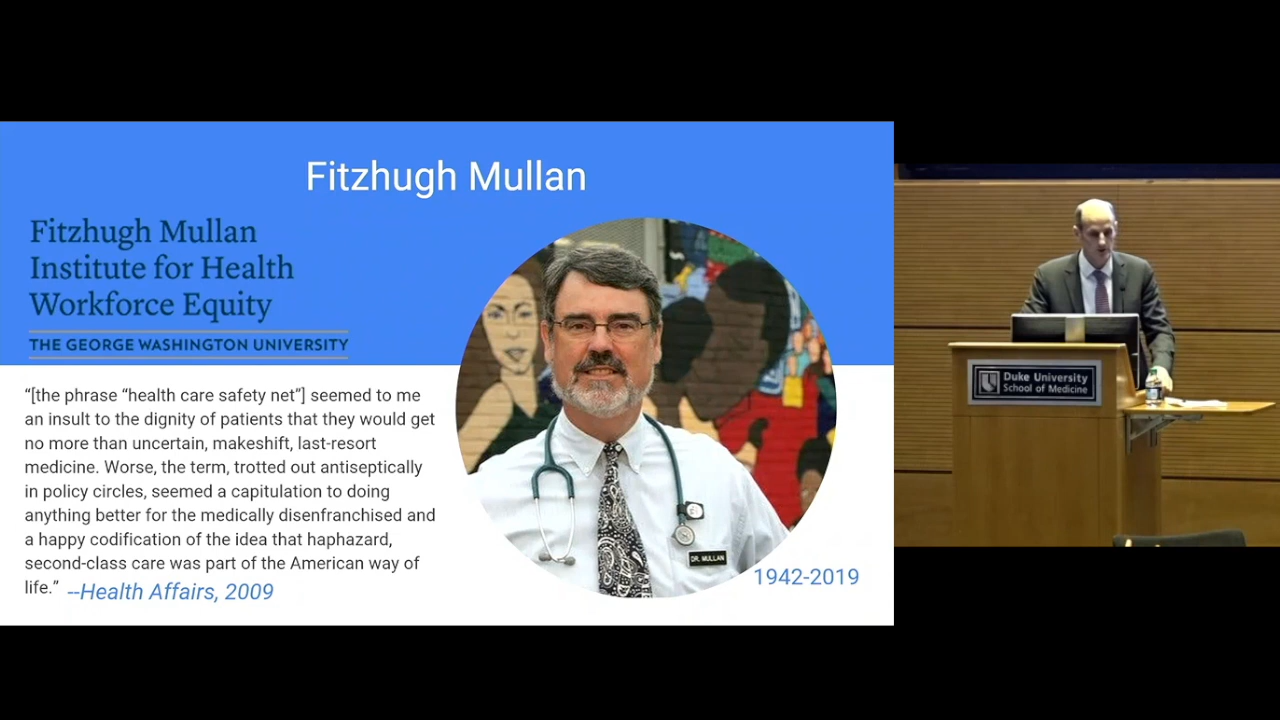 Fitzhugh Mullan
Fitzhugh Mullan
Institute for Health
Workforce Equity
THE GEORGE WASHINGTON UNIVERSITY
“[the phrase “health care safety net”] seemed to me
an insult to the dignity of patients that they would get
no more than uncertain, makeshift, last-resort
medicine. Worse, the term, trotted out antiseptically
in policy circles, seemed a capitulation to doing
anything better for the medically disenfranchised and
a happy codification of the idea that haphazard,
second-class care was part of the American way of
life.” --Health Affairs, 2009
DR. MULLAN
1942-2019
Duke University
School of Medicine